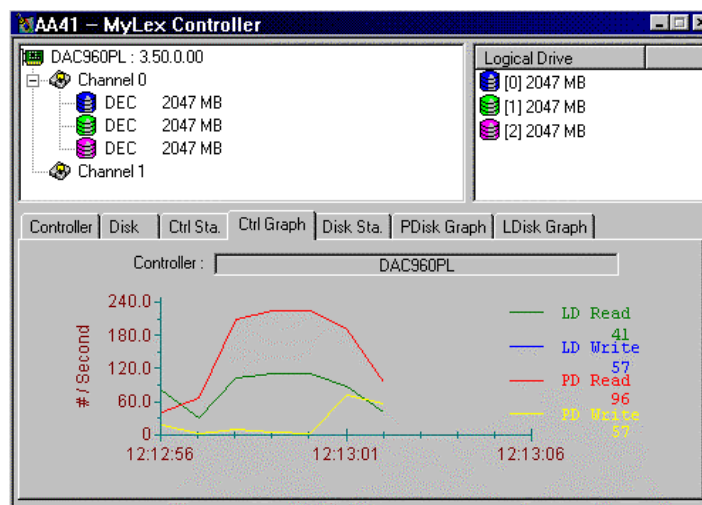 AA41 – MyLex Controller
DAC960PL : 3.50.0.00
Channel 0
DEC 2047 MB
DEC 2047 MB
DEC 2047 MB
Channel 1
Logical Drive
[0] 2047 MB
[1] 2047 MB
[2] 2047 MB
Controller Disk Ctrl Sta. Ctrl Graph Disk Sta. PDisk Graph LDisk Graph
Controller : DAC960PL
# / Second
240.0
180.0
120.0
60.0
0
12:12:56 12:13:01 12:13:06
LD Read
41
LD Write
57
PD Read
96
PD Write
57